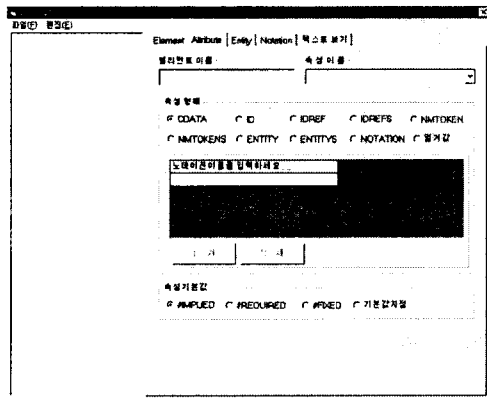 파일(F) 편집(E)
Element Attribute Entity Notation 텍스트 보기
엘리먼트 이름 속성 이름
속성 형태
CDATA ID IDREF IDREFS NMTOKEN
NMTOKENS ENTITY ENTITYS NOTATION 열거값
노테이션이름을 입력하세요
속성기본값
#IMPLIED #REQUIRED #FIXED 기본값지정